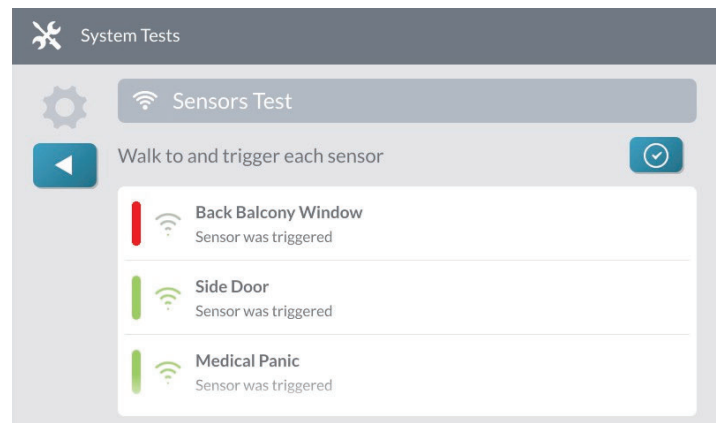 System Tests
Sensors Test
Walk to and trigger each sensor
Back Balcony Window
Sensor was triggered
Side Door
Sensor was triggered
Medical Panic
Sensor was triggered